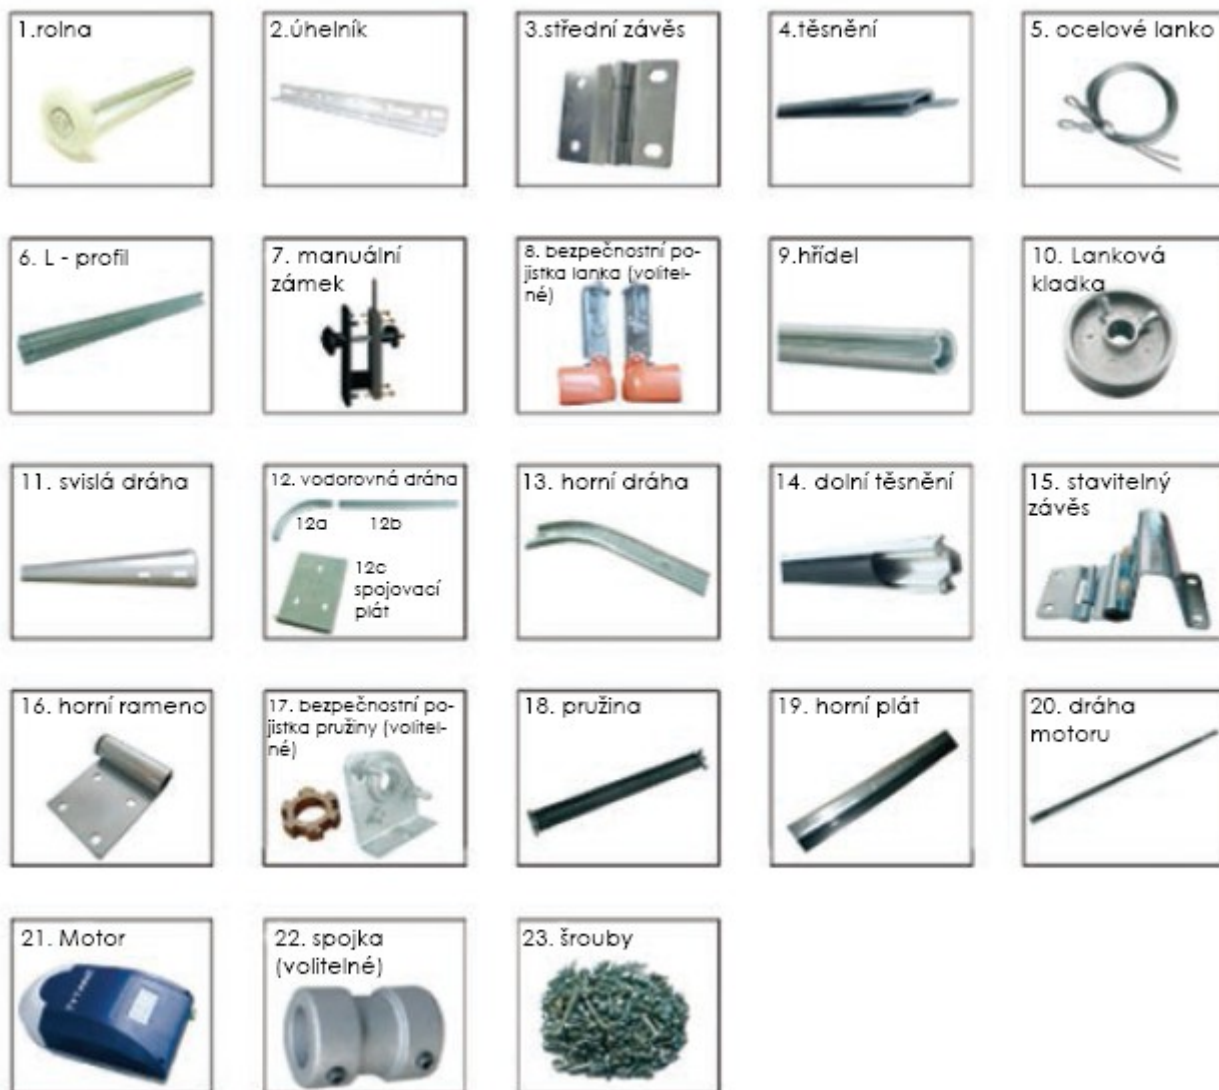 1.rolna
2.úhelník
3.střední závěs
4.těsnění
5. ocelové lanko
6. L - profil
7. manuální
zámek
8. bezpečnostní po-
jistka lanka (volitel-
né)
9.hřídel
10. Lanková
kladka
11. svislá dráha
12. vodorovná dráha
12a
12b
12c
spojovací
plát
13. horní dráha
14. dolní těsnění
15. stavitelný
závěs
16. horní rameno
17. bezpečnostní po-
jistka pružiny (volitel-
né)
18. pružina
19. horní plát
20. dráha
motoru
21. Motor
22. spojka
(volitelné)
23. šrouby